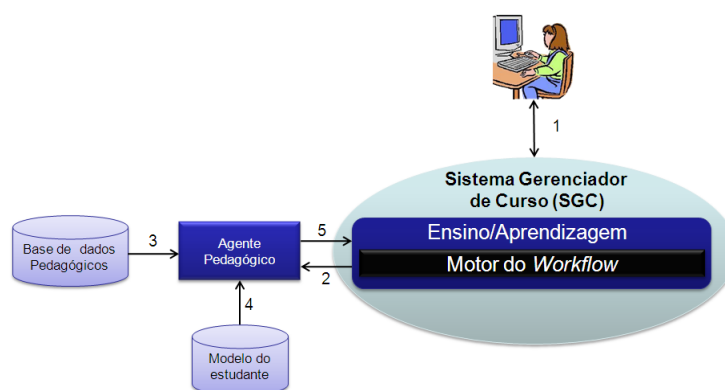 1
Sistema Gerenciador
de Curso (SGC)
Ensino/Aprendizagem
Motor do Workflow
5
2
Agente
Pedagógico
3
Base de dados
Pedagógicos
4
Modelo do
estudante